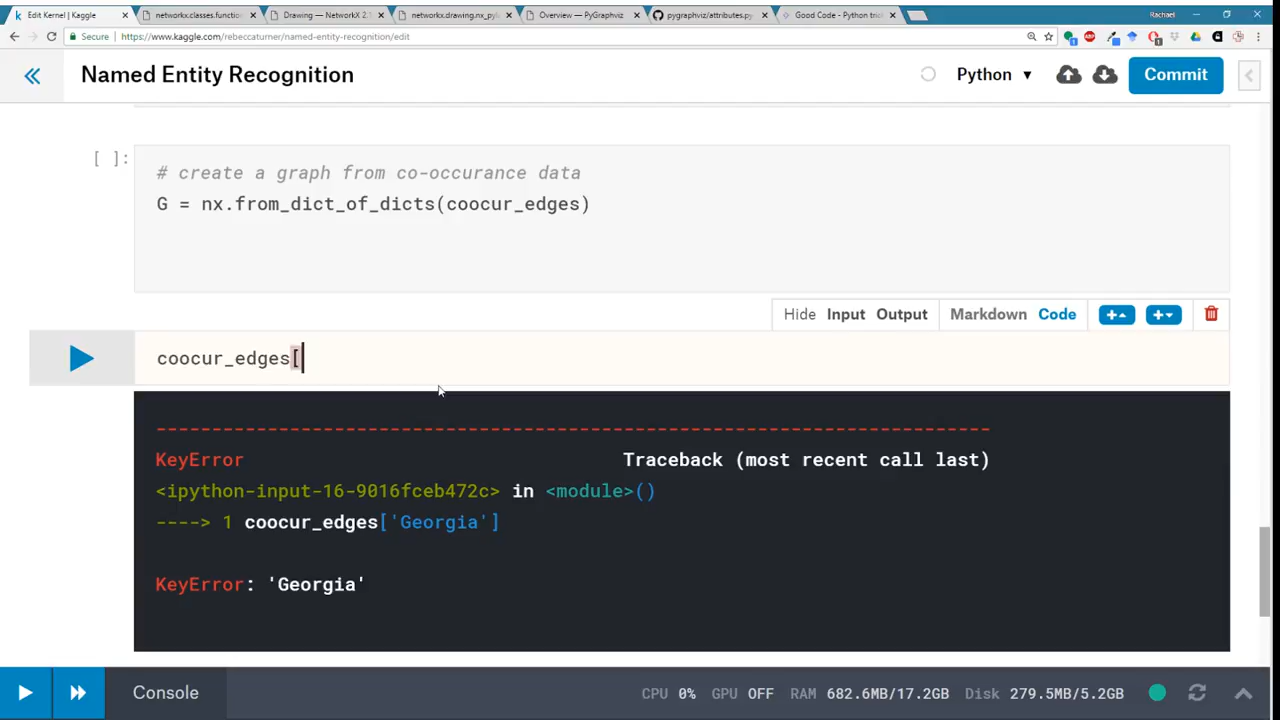 Edit Kernel | Kaggle
networkx.classes.functio
Drawing — NetworkX 2.1
networkx.drawing.nx_pyl
Overview — PyGraphviz
pygraphviz/attributes.py
Good Code - Python tric
Rachael
Secure
https://www.kaggle.com/rebeccaturner/named-entity-recognition/edit
Named Entity Recognition
Python
Commit
[ ]:
# create a graph from co-occurance data
G = nx.from_dict_of_dicts(coocur_edges)
Hide Input Output Markdown Code
coocur_edges[
---------------------------------------------------------------------------
KeyError Traceback (most recent call last)
<ipython-input-16-9016fceb472c> in <module>()
----> 1 coocur_edges['Georgia']
KeyError: 'Georgia'
Console
CPU 0% GPU OFF RAM 682.6MB/17.2GB Disk 279.5MB/5.2GB